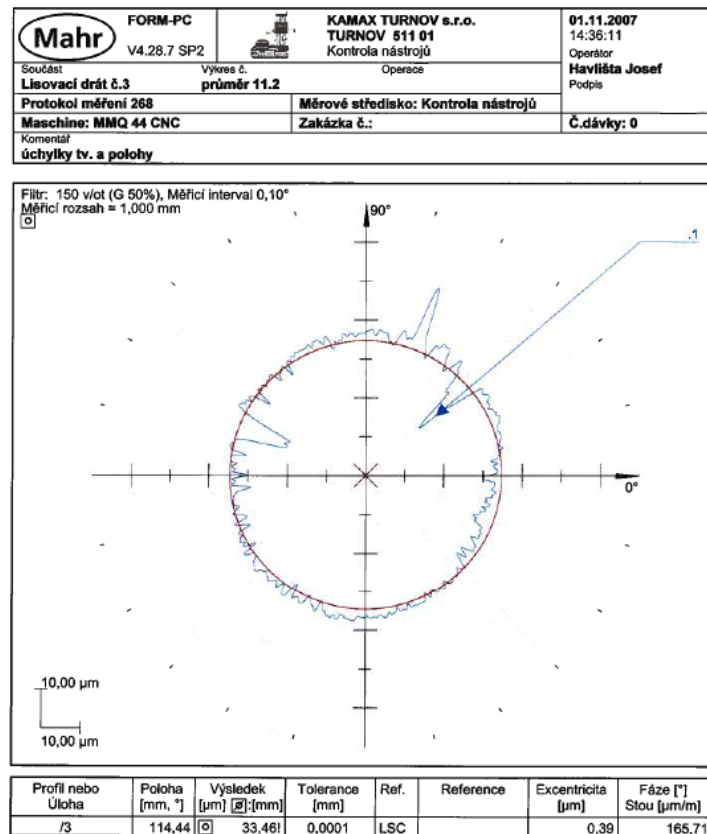 Mahr
FORM-PC
V4.28.7 SP2
KAMAX TURNOV s.r.o.
TURNOV 511 01
Kontrola nástrojů
01.11.2007
14:36:11
Operátor
Havlišta Josef
Podpis
Součást
Výkres č.
Operace
Lisovací drát č.3
průměr 11.2
Protokol měření 268
Měrové středisko: Kontrola nástrojů
Maschine: MMQ 44 CNC
Zakázka č.:
Č.dávky: 0
Komentář
úchylky tv. a polohy
Filtr: 150 v/ot (G 50%), Měřicí interval 0,10°
Měřicí rozsah = 1,000 mm
90°
.1
0°
10,00 µm
10,00 µm
Profil nebo Úloha
Poloha [mm, °]
Výsledek [µm] [ø]:[mm]
Tolerance [mm]
Ref.
Reference
Excentricita [µm]
Fáze [°] Stou [µm/m]
/3 114,44 33,46! 0,0001 LSC 0.39 165.71